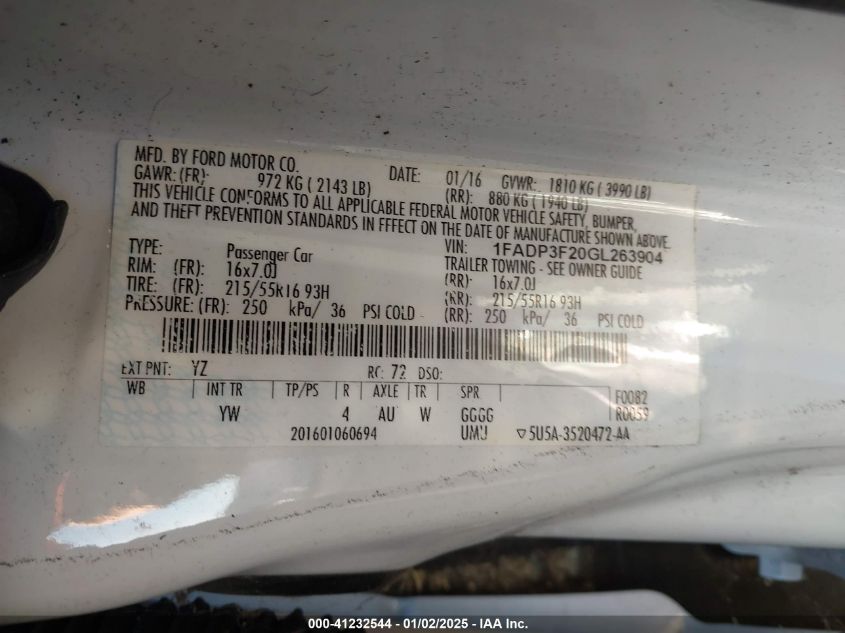 MFD. BY FORD MOTOR CO. DATE: 01/16 GVWR: 1810 KG ( 3990 LB)
GAWR: (FR): 972 KG ( 2143 LB) (RR): 880 KG ( 1940 LB)
THIS VEHICLE CONFORMS TO ALL APPLICABLE FEDERAL MOTOR VEHICLE SAFETY, BUMPER,
AND THEFT PREVENTION STANDARDS IN EFFECT ON THE DATE OF MANUFACTURE SHOWN ABOVE.
VIN: 1FADP3F20GL263904
TYPE: Passenger Car TRAILER TOWING - SEE OWNER GUIDE
RIM: (FR): 16x7.0J (RR): 16x7.0J
TIRE: (FR): 215/55R16 93H (RR): 215/55R16 93H
PRESSURE: (FR): 250 kPa/ 36 PSI COLD - (RR): 250 kPa/ 36 PSI COLD
EXT PNT: YZ RC: 72 DSO:
WB INT TR TP/PS R AXLE TR SPR F0082
YW 4 AU W GGGG R0059
201601060694 UMU ▽5U5A-3520472-AA
000-41232544 - 01/02/2025 - IAA Inc.